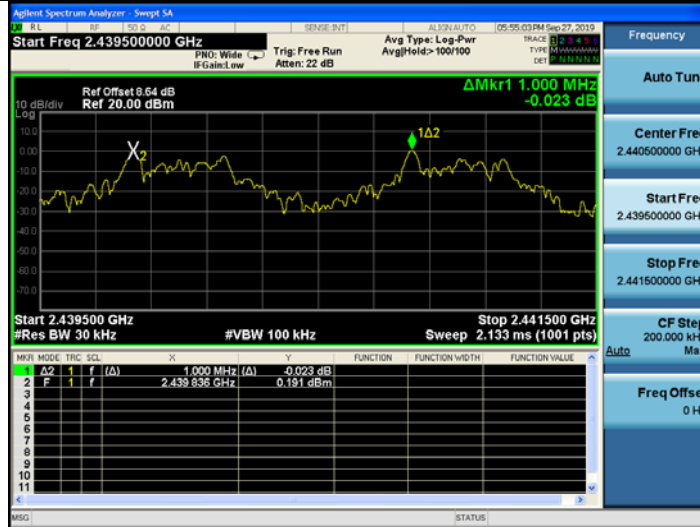 Agilent Spectrum Analyzer - Swept SA
RL RF 50 Ω AC SENSE:INT ALIGNAUTO 05:55:03 PM Sep 27, 2019
Start Freq 2.439500000 GHz
PNO: Wide
IFGain:Low
Trig: Free Run
Atten: 22 dB
Avg Type: Log-Pwr
Avg|Hold:> 100/100
TRACE 1 2 3 4 5 6
TYPE
DET P N N N N N
Frequency
Auto Tun
Center Fre
2.440500000 GH
Start Fre
2.439500000 GH
Stop Fre
2.441500000 GH
CF Step
200.000 kH
Auto Ma
Freq Offse
0 H
ΔMkr1 1.000 MHz
-0.023 dB
Ref Offset 8.64 dB
10 dB/div Ref 20.00 dBm
Log
10.0
0.00
-10.0
-20.0
-30.0
-40.0
-50.0
-60.0
-70.0
X2
1Δ2
Start 2.439500 GHz Stop 2.441500 GHz
#Res BW 30 kHz #VBW 100 kHz Sweep 2.133 ms (1001 pts)
MKR MODE TRC SCL X Y FUNCTION FUNCTION WIDTH FUNCTION VALUE
1 Δ2 1 f (Δ) 1.000 MHz (Δ) -0.023 dB
2 F 1 f 2.439 836 GHz 0.191 dBm
3
4
5
6
7
8
9
10
11
MSG STATUS